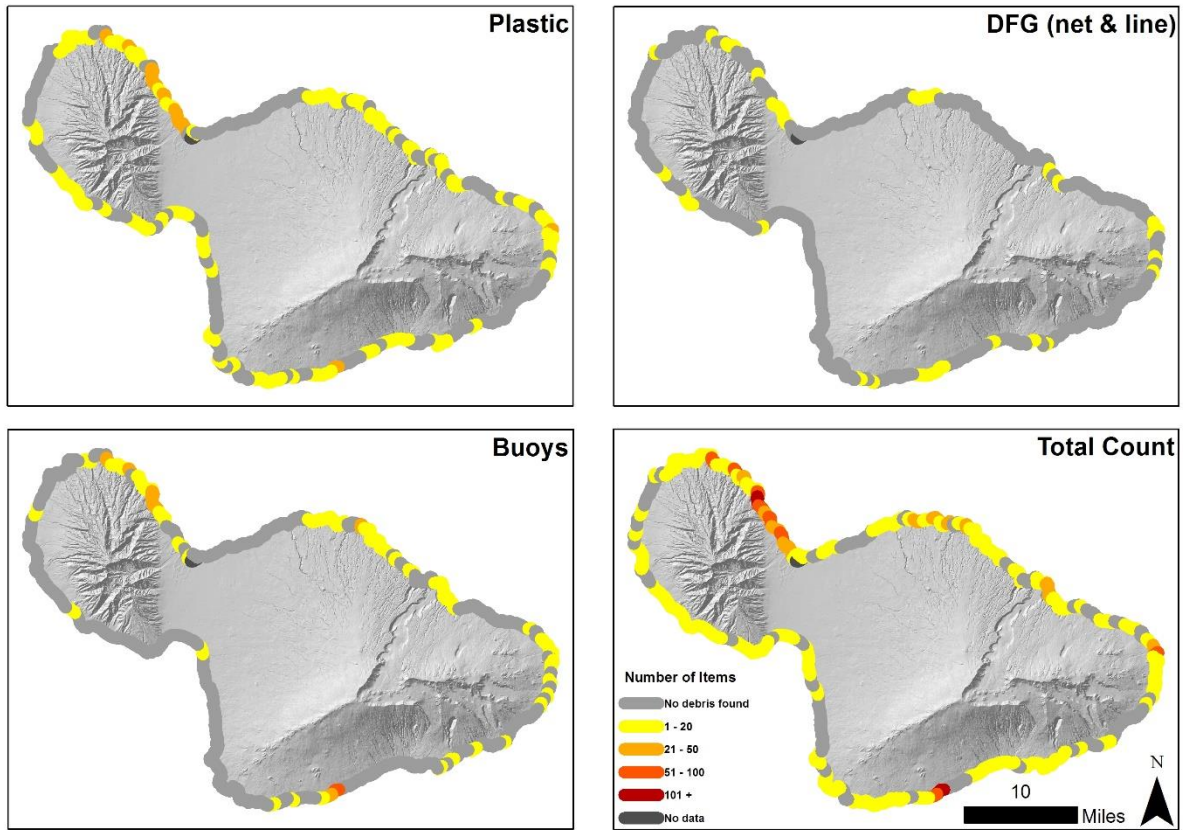 Plastic
DFG (net & line)
Buoys
Total Count
Number of Items
No debris found
1 - 20
21 - 50
51 - 100
101 +
No data
10
Miles
N